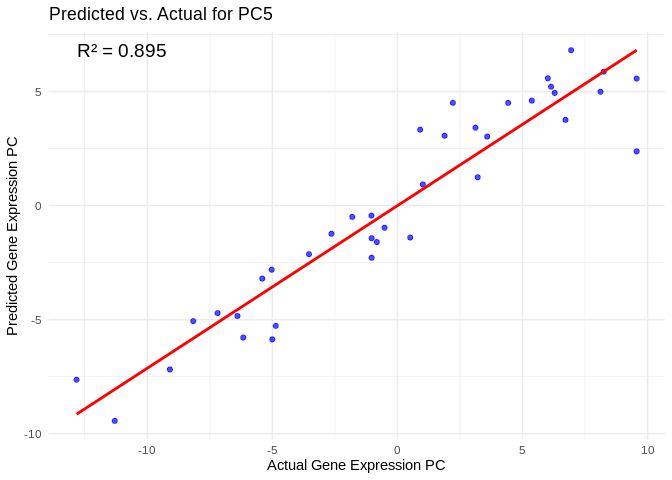 Predicted vs. Actual for PC5
R² = 0.895
Predicted Gene Expression PC
5
0
-5
-10
-10 -5 0 5 10
Actual Gene Expression PC